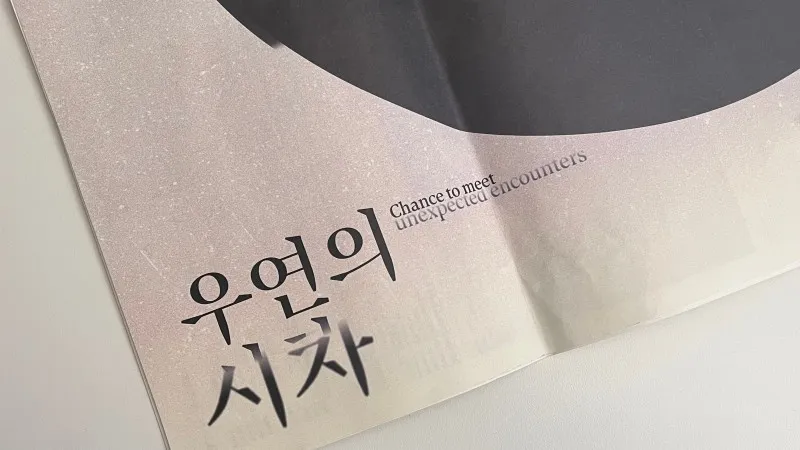 우연의
시차
Chance to meet
unexpected encounters